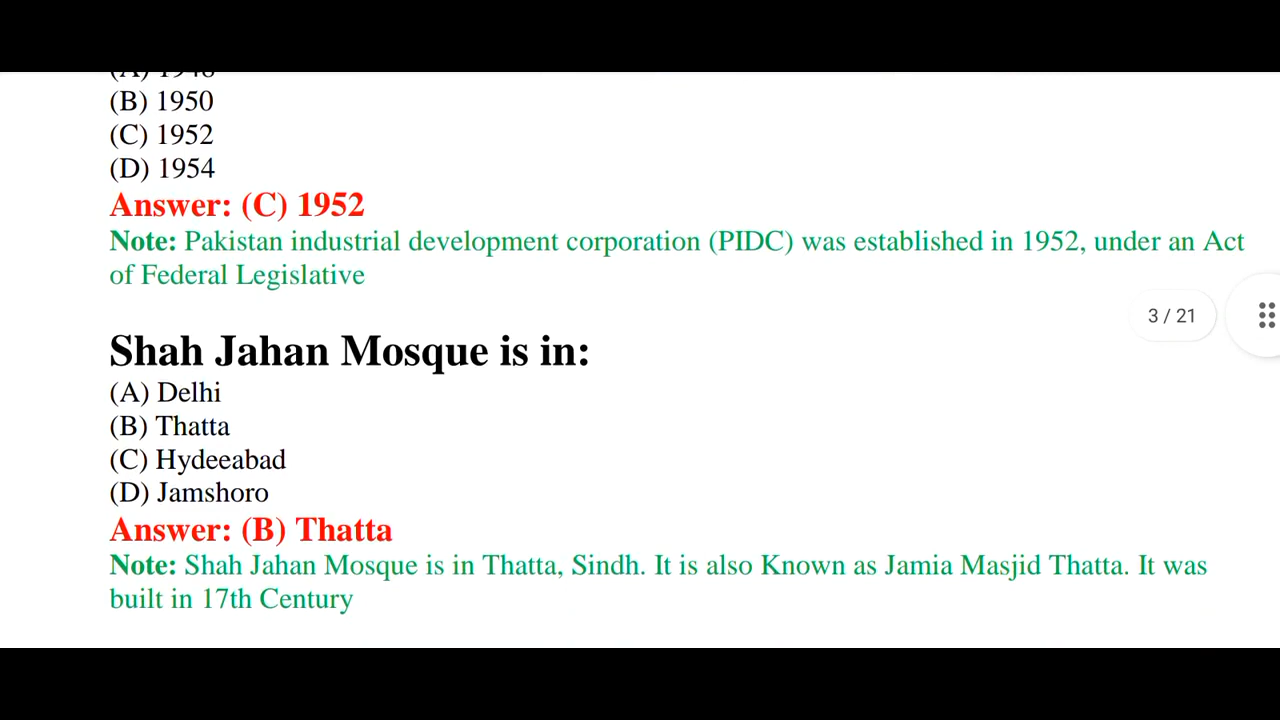 (A) 1948
(B) 1950
(C) 1952
(D) 1954
Answer: (C) 1952
Note: Pakistan industrial development corporation (PIDC) was established in 1952, under an Act
of Federal Legislative
3 / 21
Shah Jahan Mosque is in:
(A) Delhi
(B) Thatta
(C) Hydeeabad
(D) Jamshoro
Answer: (B) Thatta
Note: Shah Jahan Mosque is in Thatta, Sindh. It is also Known as Jamia Masjid Thatta. It was
built in 17th Century